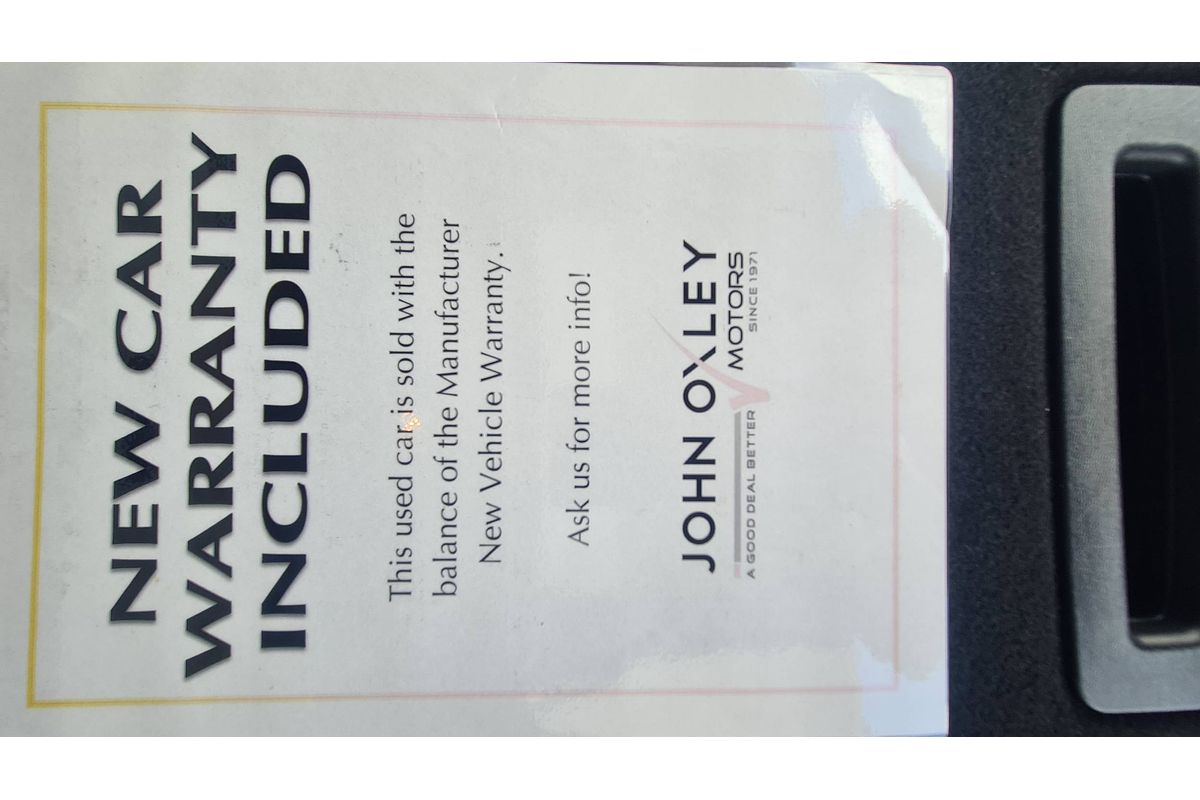 NEW CAR
WARRANTY
INCLUDED
This used car is sold with the
balance of the Manufacturer
New Vehicle Warranty.
Ask us for more info!
JOHN OXLEY
A GOOD DEAL BETTER MOTORS
SINCE 1971